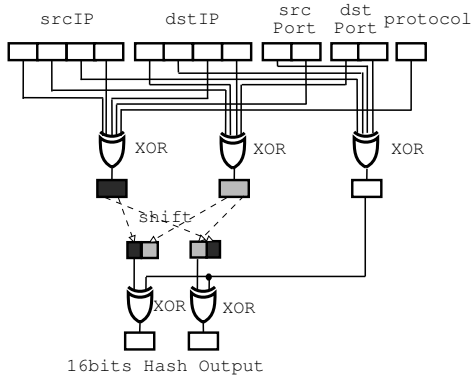 srcIP dstIP src Port dst Port protocol
XOR XOR XOR
shift
XOR XOR
16bits Hash Output